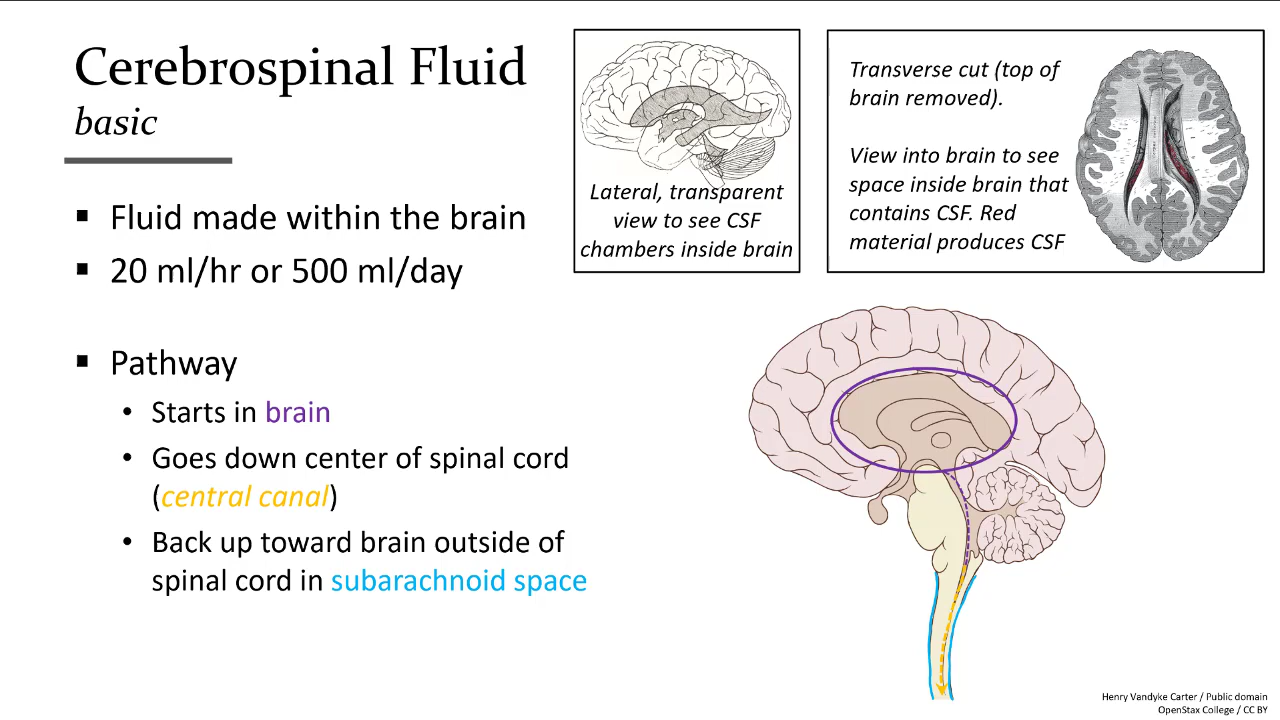 Cerebrospinal Fluid
basic
▪ Fluid made within the brain
▪ 20 ml/hr or 500 ml/day
▪ Pathway
• Starts in brain
• Goes down center of spinal cord
(central canal)
• Back up toward brain outside of
spinal cord in subarachnoid space
Lateral, transparent
view to see CSF
chambers inside brain
Transverse cut (top of
brain removed).
View into brain to see
space inside brain that
contains CSF. Red
material produces CSF
Henry Vandyke Carter / Public domain
OpenStax College / CC BY